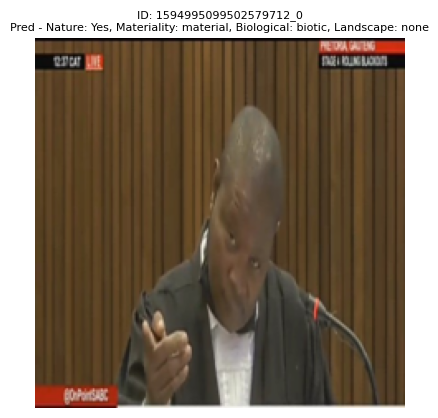 ID: 1594995099502579712_0
Pred - Nature: Yes, Materiality: material, Biological: biotic, Landscape: none
PRETORIA, GAUTENG
12:37 CAT LIVE
STAGE 4 ROLLING BLACKOUTS
@OnPointSABC